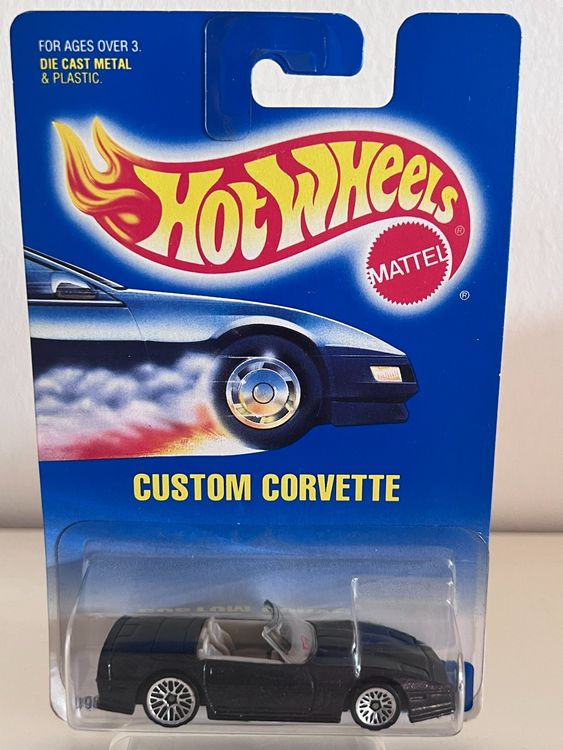 FOR AGES OVER 3.
DIE CAST METAL
& PLASTIC.
HOT WHEELS ®
MATTEL
®
CUSTOM CORVETTE